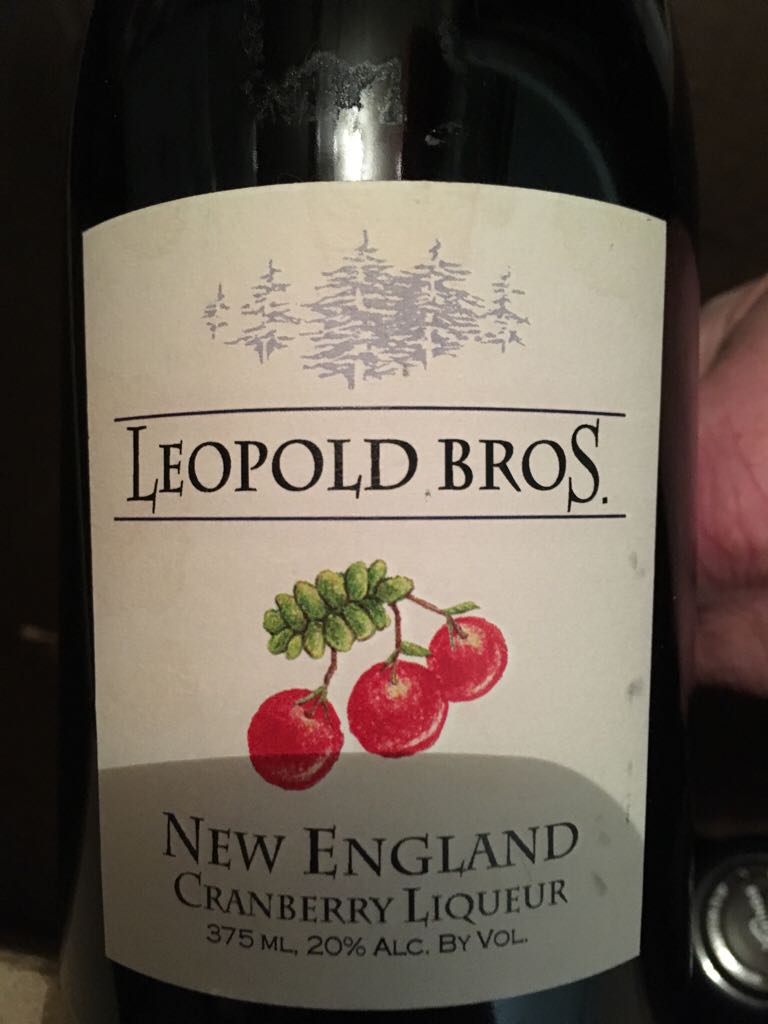 LEOPOLD BROS.
NEW ENGLAND
CRANBERRY LIQUEUR
375 ML, 20% ALC. BY VOL.